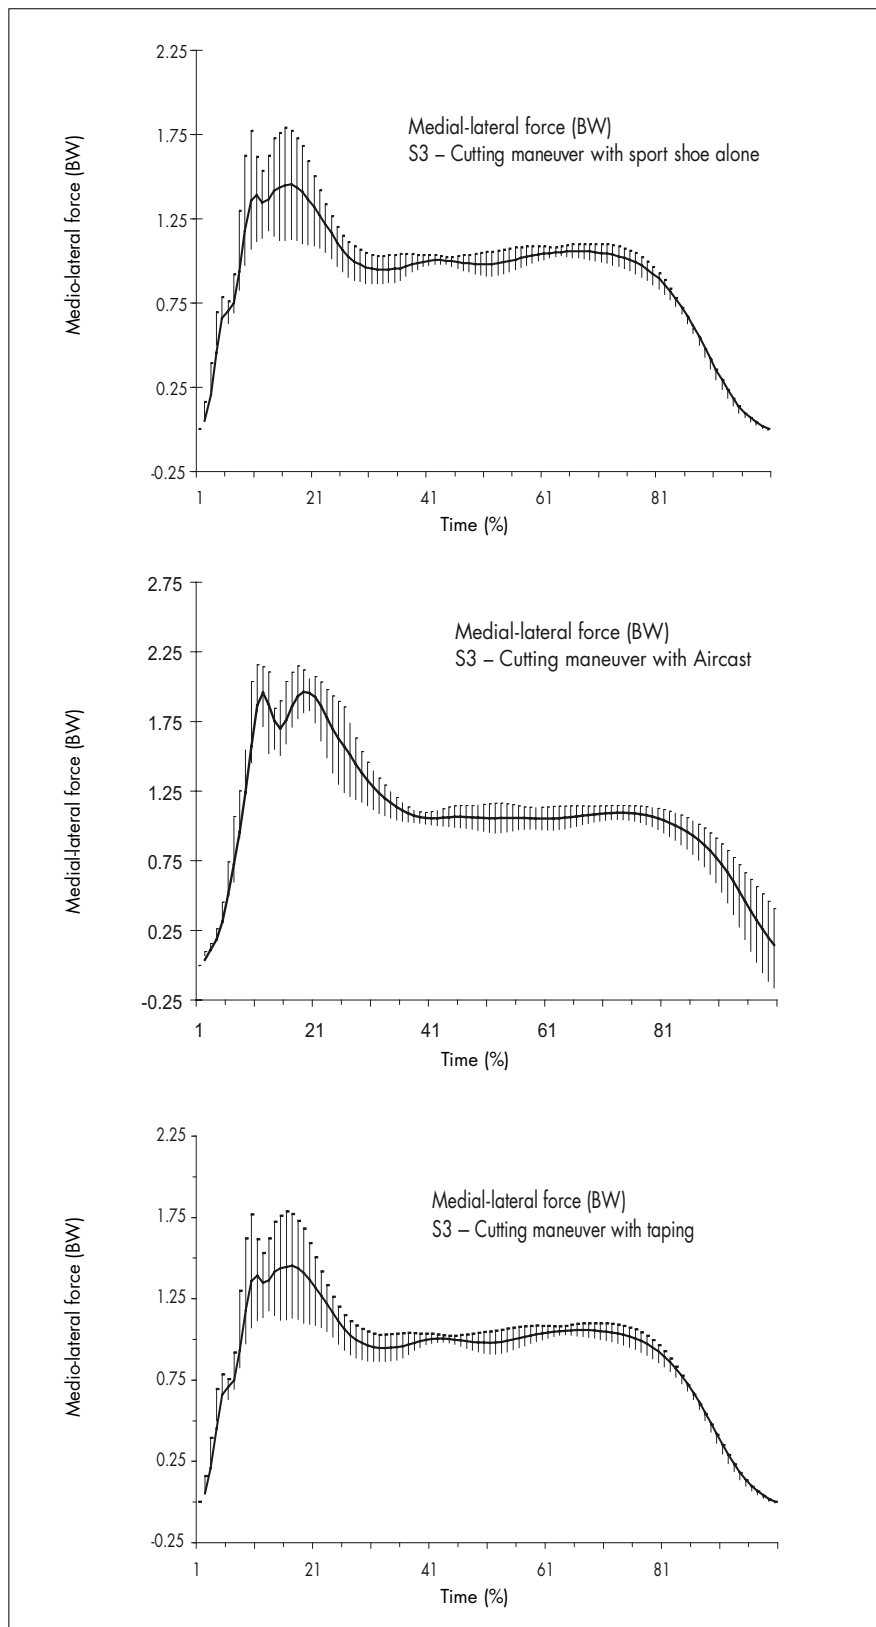 2.25
1.75
1.25
0.75
0.25
-0.25
Medio-lateral force (BW)
Medial-lateral force (BW)
S3 – Cutting maneuver with sport shoe alone
1 21 41 61 81
Time (%)
2.75
2.25
1.75
1.25
0.75
0.25
-0.25
Medial-lateral force (BW)
Medial-lateral force (BW)
S3 – Cutting maneuver with Aircast
1 21 41 61 81
Time (%)
2.25
1.75
1.25
0.75
0.25
-0.25
Medio-lateral force (BW)
Medial-lateral force (BW)
S3 – Cutting maneuver with taping
1 21 41 61 81
Time (%)